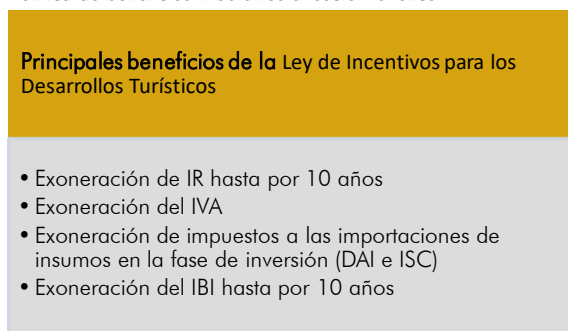 Principales beneficios de la Ley de Incentivos para los
Desarrollos Turísticos
• Exoneración de IR hasta por 10 años
• Exoneración del IVA
• Exoneración de impuestos a las importaciones de
insumos en la fase de inversión (DAI e ISC)
• Exoneración del IBI hasta por 10 años